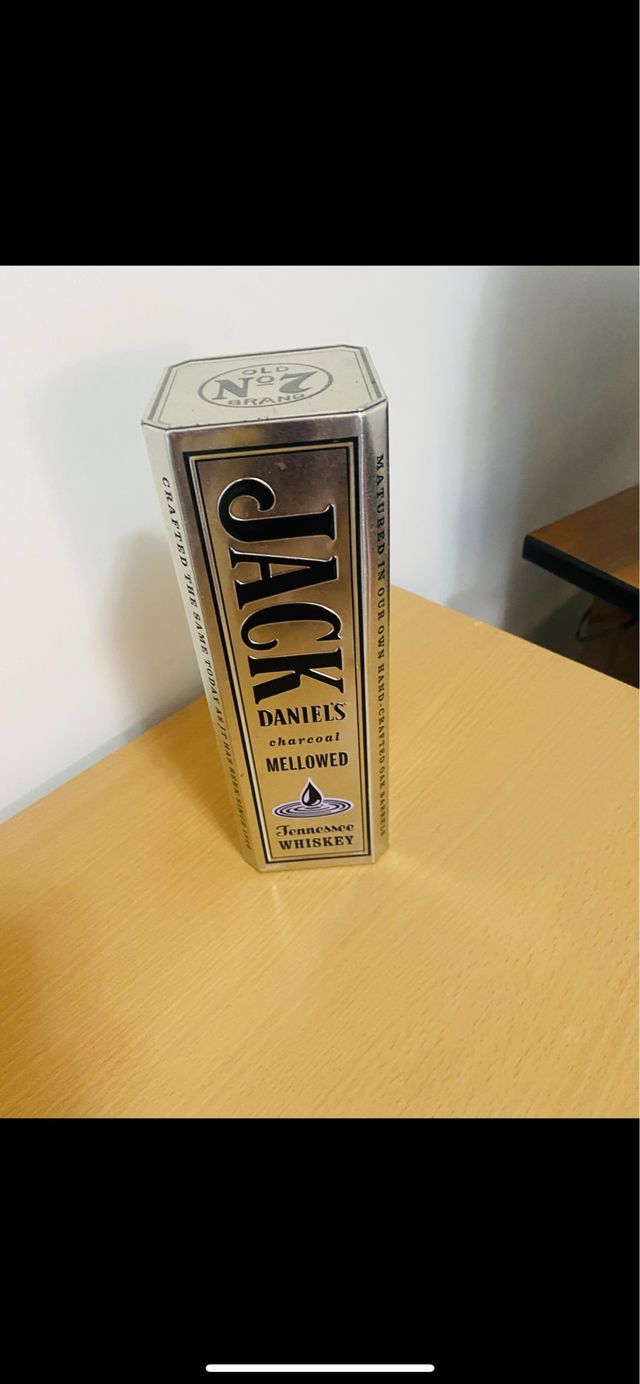 OLD
Nº7
BRAND
JACK
DANIEL'S
charcoal
MELLOWED
Tennessee
WHISKEY
CRAFTED THE SAME TODAY AS IT HAS BEEN SINCE 1866
MATURED IN OUR OWN HAND-CRAFTED OAK BARRELS